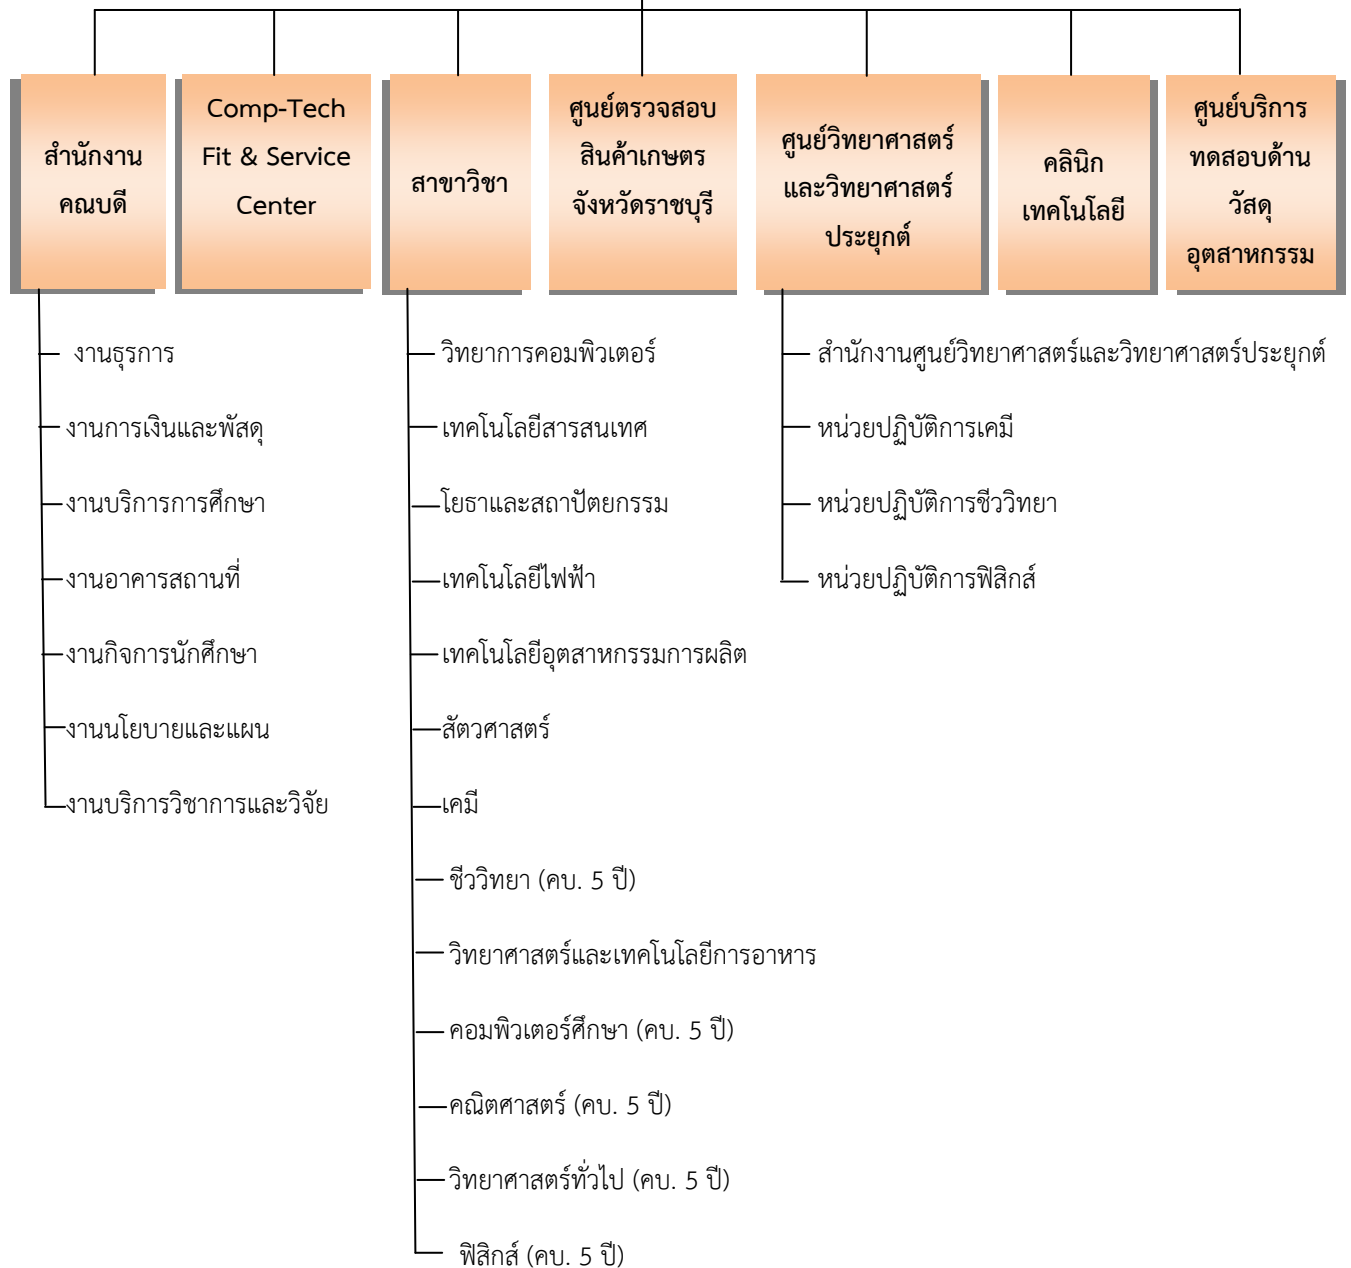 สำนักงาน
คณบดี
Comp-Tech
Fit & Service
Center
สาขาวิชา
ศูนย์ตรวจสอบ
สินค้าเกษตร
จังหวัดราชบุรี
ศูนย์วิทยาศาสตร์
และวิทยาศาสตร์
ประยุกต์
คลินิก
เทคโนโลยี
ศูนย์บริการ
ทดสอบด้าน
วัสดุ
อุตสาหกรรม
งานธุรการ
งานการเงินและพัสดุ
งานบริการการศึกษา
งานอาคารสถานที่
งานกิจการนักศึกษา
งานนโยบายและแผน
งานบริการวิชาการและวิจัย
วิทยาการคอมพิวเตอร์
เทคโนโลยีสารสนเทศ
โยธาและสถาปัตยกรรม
เทคโนโลยีไฟฟ้า
เทคโนโลยีอุตสาหกรรมการผลิต
สัตวศาสตร์
เคมี
ชีววิทยา (คบ. 5 ปี)
วิทยาศาสตร์และเทคโนโลยีการอาหาร
คอมพิวเตอร์ศึกษา (คบ. 5 ปี)
คณิตศาสตร์ (คบ. 5 ปี)
วิทยาศาสตร์ทั่วไป (คบ. 5 ปี)
ฟิสิกส์ (คบ. 5 ปี)
สำนักงานศูนย์วิทยาศาสตร์และวิทยาศาสตร์ประยุกต์
หน่วยปฏิบัติการเคมี
หน่วยปฏิบัติการชีววิทยา
หน่วยปฏิบัติการฟิสิกส์